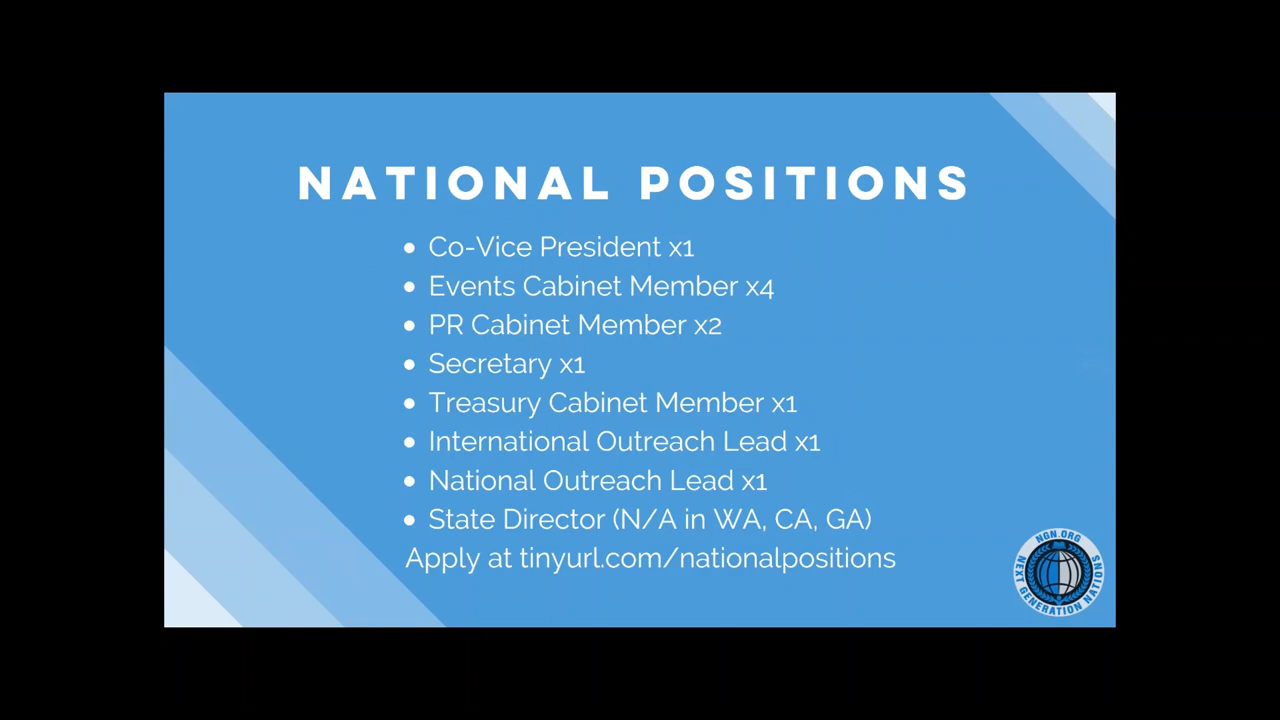 NATIONAL POSITIONS
• Co-Vice President x1
• Events Cabinet Member x4
• PR Cabinet Member x2
• Secretary x1
• Treasury Cabinet Member x1
• International Outreach Lead x1
• National Outreach Lead x1
• State Director (N/A in WA, CA, GA)
Apply at tinyurl.com/nationalpositions
NGN.ORG
NEXT GENERATION NATIONS